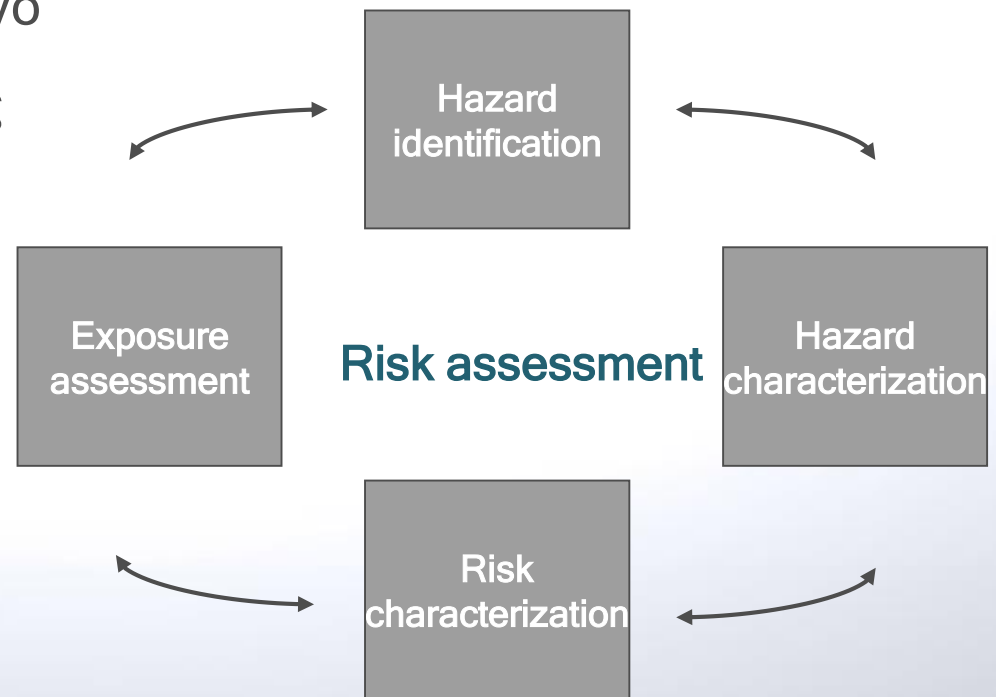 Hazard
identification
Exposure
assessment
Risk assessment
Hazard
characterization
Risk
characterization